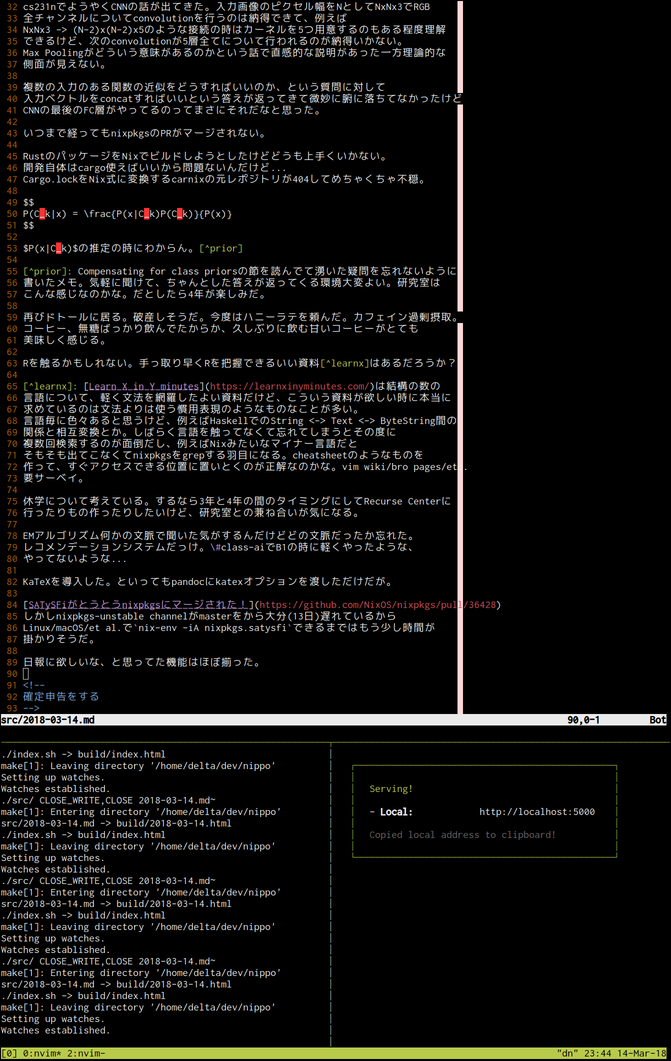 32 cs231nでようやくCNNの話が出てきた。入力画像のピクセル幅をNとしてNxNx3でRGB
33 全チャンネルについてconvolutionを行うのは納得できて、例えば
34 NxNx3 -> (N-2)x(N-2)x5のような接続の時はカーネルを5つ用意するのもある程度理解
35 できるけど、次のconvolutionが5層全てについて行われるのが納得いかない。
36 Max Poolingがどういう意味があるのかという話で直感的な説明があった一方理論的な
37 側面が見えない。
38
39 複数の入力のある関数の近似をどうすればいいのか、という質問に対して
40 入力ベクトルをconcatすればいいという答えが返ってきて微妙に腑に落ちてなかったけど
41 CNNの最後のFC層がやってるのってまさにそれだなと思った。
42
43 いつまで経ってもnixpkgsのPRがマージされない。
44
45 RustのパッケージをNixでビルドしようとしたけどどうも上手くいかない。
46 開発自体はcargo使えばいいから問題ないんだけど...
47 Cargo.lockをNix式に変換するcarnixの元レポジトリが404してめちゃくちゃ不穏。
48
49 $$
50 P(C_k|x) = \frac{P(x|C_k)P(C_k)}{P(x)}
51 $$
52
53 $P(x|C_k)$の推定の時にわからん。[^prior]
54
55 [^prior]: Compensating for class priorsの節を読んでて湧いた疑問を忘れないように
56 書いたメモ。気軽に聞けて、ちゃんとした答えが返ってくる環境大変よい。研究室は
57 こんな感じなのかな。だとしたら4年が楽しみだ。
58
59 再びドトールに居る。破産しそうだ。今度はハニーラテを頼んだ。カフェイン過剰摂取。
60 コーヒー、無糖ばっかり飲んでたからか、久しぶりに飲む甘いコーヒーがとても
61 美味しく感じる。
62
63 Rを触るかもしれない。手っ取り早くRを把握できるいい資料[^learnx]はあるだろうか？
64
65 [^learnx]: [Learn X in Y minutes](https://learnxinyminutes.com/)は結構の数の
66 言語について、軽く文法を網羅したよい資料だけど、こういう資料が欲しい時に本当に
67 求めているのは文法よりは使う慣用表現のようなものなことが多い。
68 言語毎に色々あると思うけど、例えばHaskellでのString <-> Text <-> ByteString間の
69 関係と相互変換とか。しばらく言語を触ってなくて忘れてしまうとその度に
70 複数回検索するのが面倒だし、例えばNixみたいなマイナー言語だと
71 そもそも出てこなくてnixpkgsをgrepする羽目になる。cheatsheetのようなものを
72 作って、すぐアクセスできる位置に置いとくのが正解なのかな。vim wiki/bro pages/etc.
73 要サーベイ。
74
75 休学について考えている。するなら3年と4年の間のタイミングにしてRecurse Centerに
76 行ったりもの作ったりしたいけど、研究室との兼ね合いが気になる。
77
78 EMアルゴリズム何かの文脈で聞いた気がするんだけどどの文脈だったか忘れた。
79 レコメンデーションシステムだっけ。\#class-aiでB1の時に軽くやったような、
80 やってないような...
81
82 KaTeXを導入した。といってもpandocにkatexオプションを渡しただけだが。
83
84 [SATySFiがとうとうnixpkgsにマージされた！](https://github.com/NixOS/nixpkgs/pull/36428)
85 しかしnixpkgs-unstable channelがmasterをから大分(13日)遅れているから
86 Linux/macOS/et al.で`nix-env -iA nixpkgs.satysfi`できるまではもう少し時間が
87 掛かりそうだ。
88
89 日報に欲しいな、と思ってた機能はほぼ揃った。
90
91 <!--
92 確定申告をする
93 -->
src/2018-03-14.md 90,0-1 Bot
./index.sh -> build/index.html
make[1]: Leaving directory '/home/delta/dev/nippo'
Setting up watches.
Watches established.
./src/ CLOSE_WRITE,CLOSE 2018-03-14.md~
make[1]: Entering directory '/home/delta/dev/nippo'
src/2018-03-14.md -> build/2018-03-14.html
./index.sh -> build/index.html
make[1]: Leaving directory '/home/delta/dev/nippo'
Setting up watches.
Watches established.
./src/ CLOSE_WRITE,CLOSE 2018-03-14.md~
make[1]: Entering directory '/home/delta/dev/nippo'
src/2018-03-14.md -> build/2018-03-14.html
./index.sh -> build/index.html
make[1]: Leaving directory '/home/delta/dev/nippo'
Setting up watches.
Watches established.
./src/ CLOSE_WRITE,CLOSE 2018-03-14.md~
make[1]: Entering directory '/home/delta/dev/nippo'
src/2018-03-14.md -> build/2018-03-14.html
./index.sh -> build/index.html
make[1]: Leaving directory '/home/delta/dev/nippo'
Setting up watches.
Watches established.
Serving!
- Local: http://localhost:5000
Copied local address to clipboard!
[0] 0:nvim* 2:nvim- "dn" 23:44 14-Mar-18